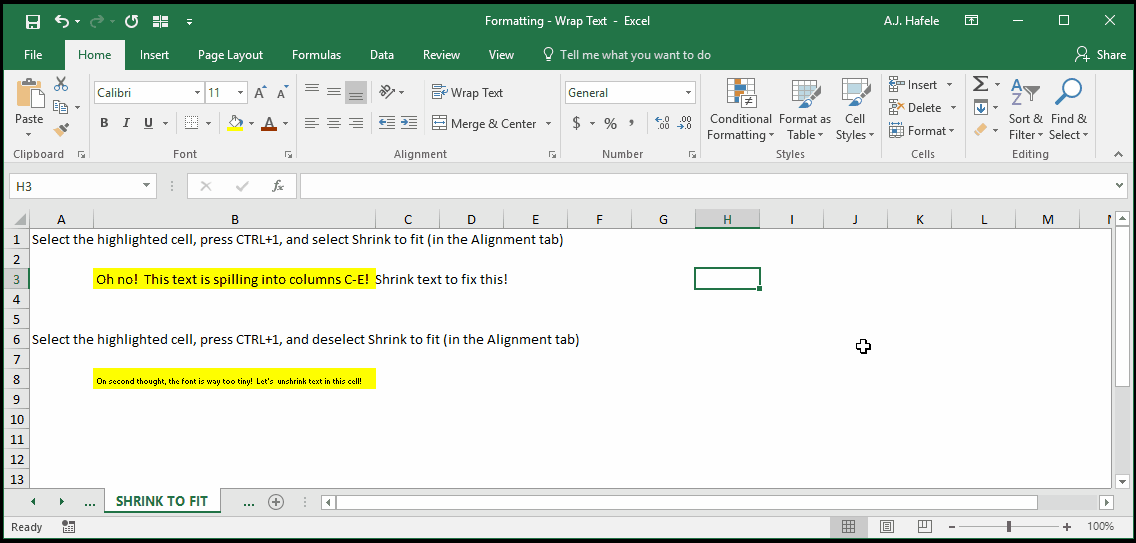 Formatting - Wrap Text - Excel
A.J. Hafele
File Home Insert Page Layout Formulas Data Review View Tell me what you want to do Share
Paste
Calibri 11
B I U A
Wrap Text
Merge & Center
General
$ % ,
Conditional Formatting
Format as Table
Cell Styles
Insert
Delete
Format
Sort & Filter
Find & Select
Clipboard Font Alignment Number Styles Cells Editing
H3 fx
A B C D E F G H I J K L M N
1 Select the highlighted cell, press CTRL+1, and select Shrink to fit (in the Alignment tab)
2
3 Oh no! This text is spilling into columns C-E! Shrink text to fix this!
4
5
6 Select the highlighted cell, press CTRL+1, and deselect Shrink to fit (in the Alignment tab)
7
8 On second thought, the font is way too tiny! Let's unshrink text in this cell!
9
10
11
12
13
... SHRINK TO FIT ...
Ready 100%